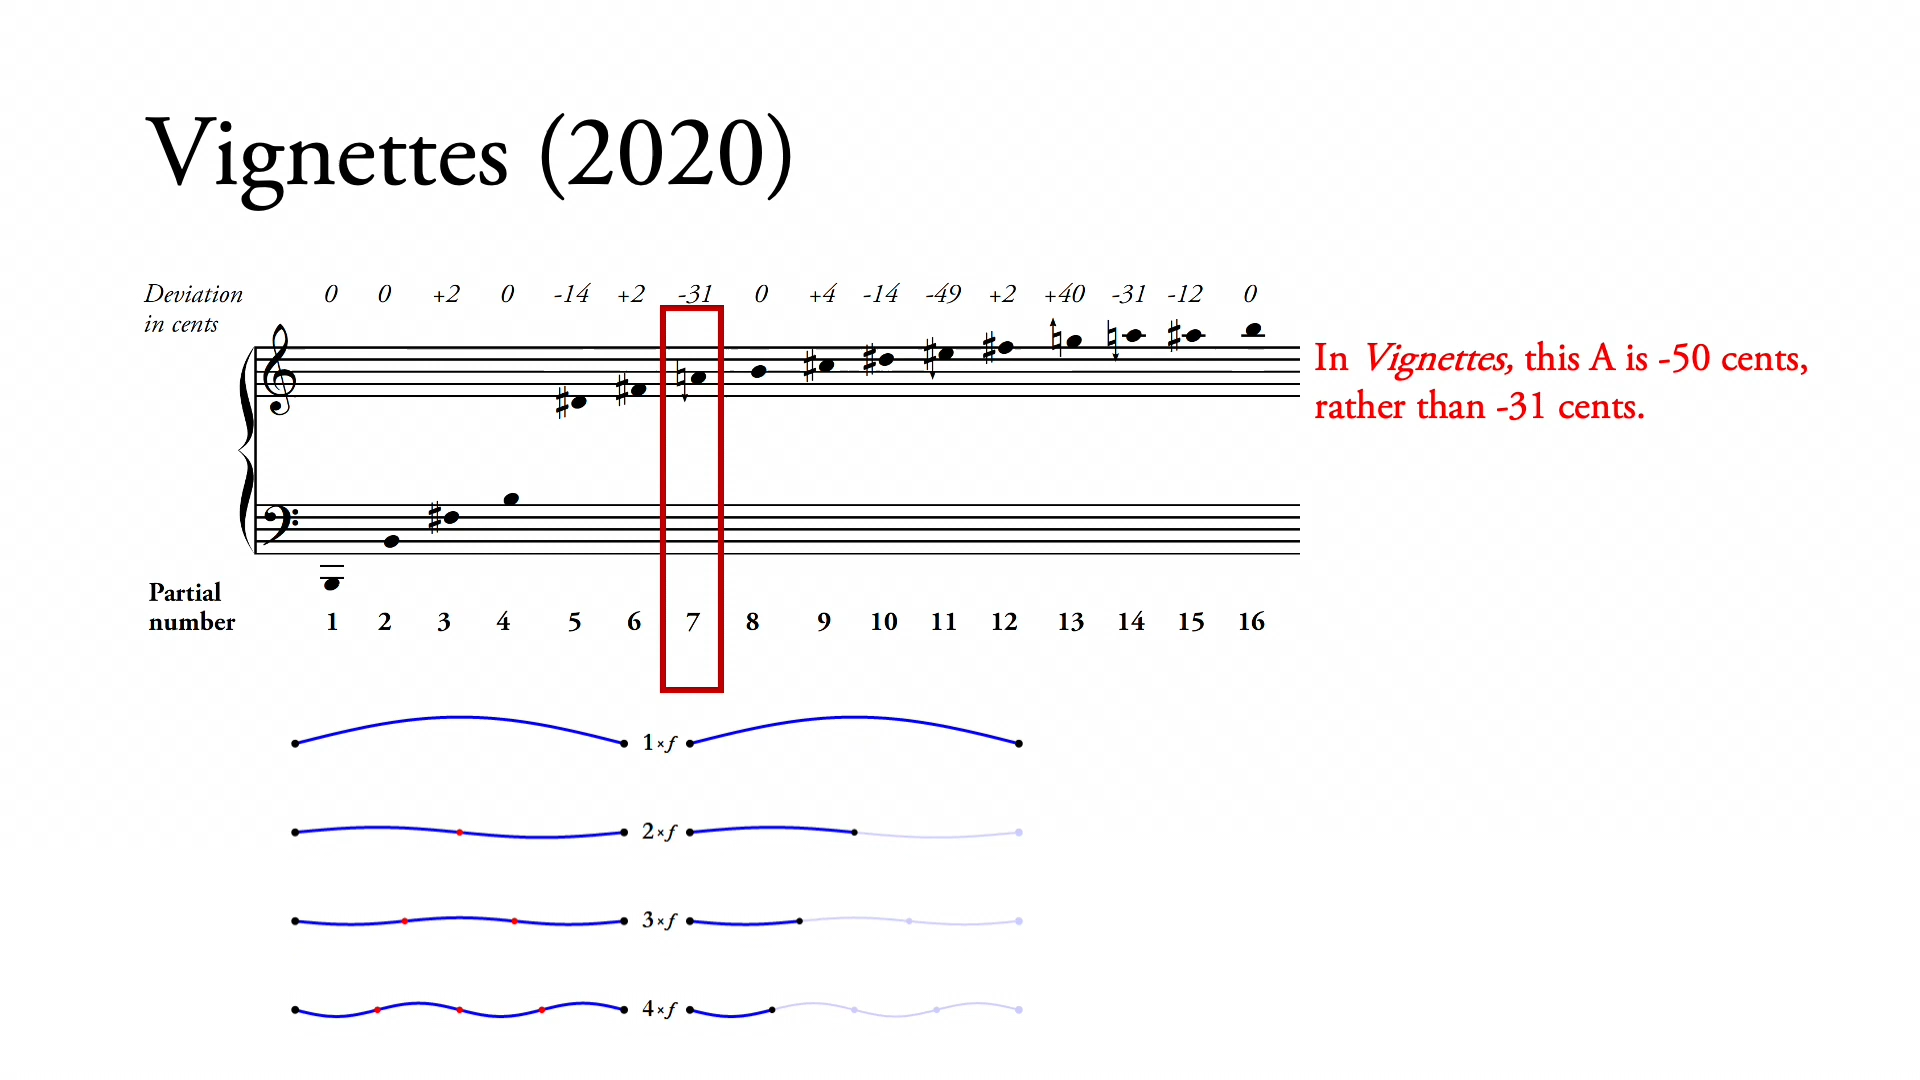 Vignettes (2020)
Deviation
in cents
0 0 +2 0 -14 +2 -31 0 +4 -14 -49 +2 +40 -31 -12 0
In Vignettes, this A is -50 cents,
rather than -31 cents.
Partial
number
1 2 3 4 5 6 7 8 9 10 11 12 13 14 15 16
1×f
2×f
3×f
4×f